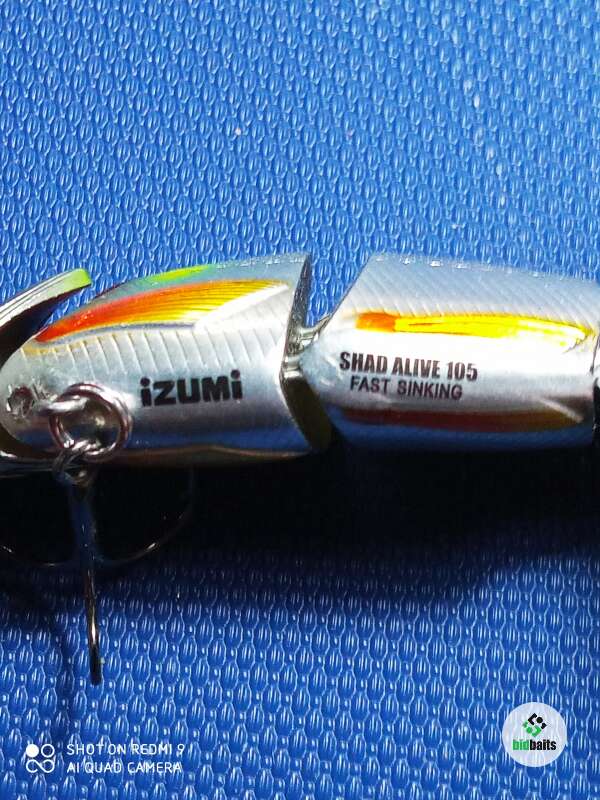 iZUMi
SHAD ALIVE 105
FAST SINKING
bidbaits
SHOT ON REDMI 9
AI QUAD CAMERA